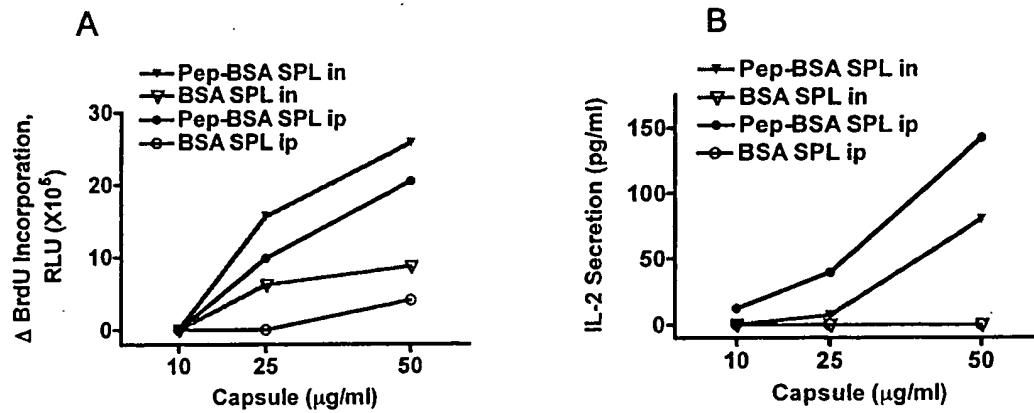 A
Pep-BSA SPL in
BSA SPL in
Pep-BSA SPL ip
BSA SPL ip
30
20
10
0
Δ BrdU Incorporation,
RLU (X10⁵)
10
25
50
Capsule (μg/ml)
B
Pep-BSA SPL in
BSA SPL in
Pep-BSA SPL ip
BSA SPL ip
150
100
50
0
IL-2 Secretion (pg/ml)
10
25
50
Capsule (μg/ml)